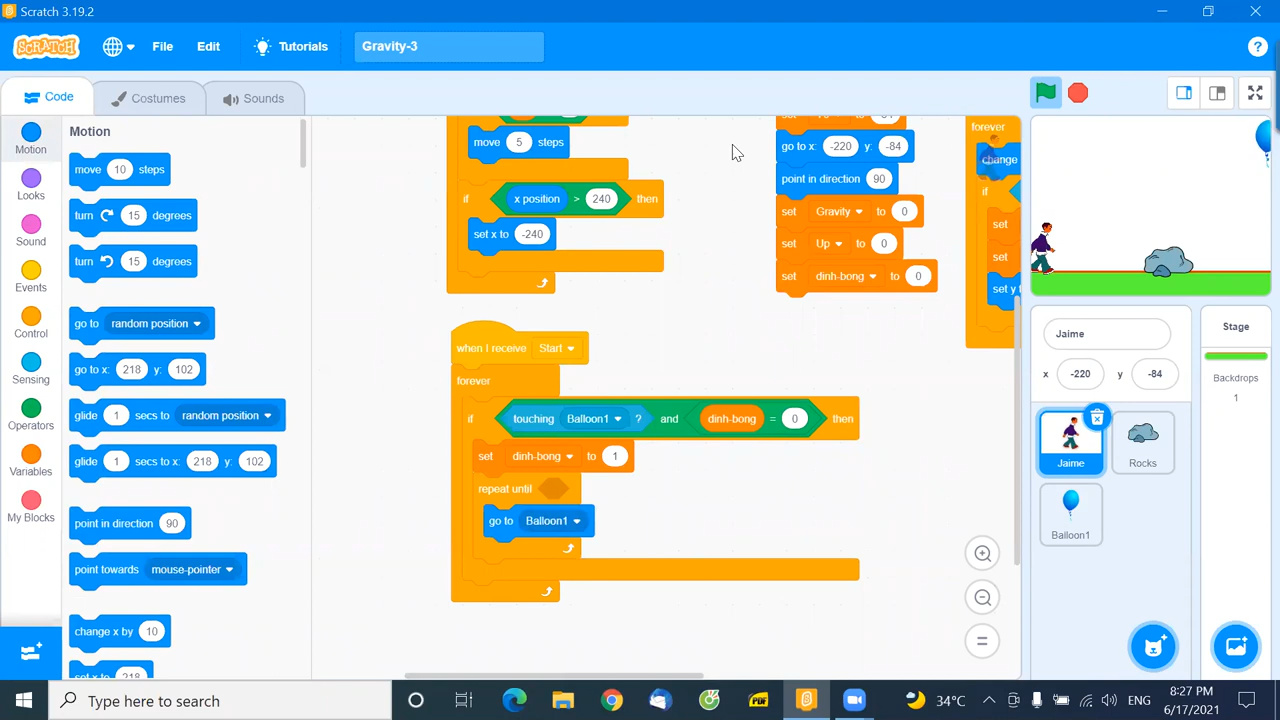 Scratch 3.19.2
SCRATCH
File
Edit
Tutorials
Gravity-3
?
Code
Costumes
Sounds
Motion
Looks
Sound
Events
Control
Sensing
Operators
Variables
My Blocks
Motion
move 10 steps
turn 15 degrees
turn 15 degrees
go to random position
go to x: 218 y: 102
glide 1 secs to random position
glide 1 secs to x: 218 y: 102
point in direction 90
point towards mouse-pointer
change x by 10
set x to 218
move 5 steps
if x position > 240 then
set x to -240
when I receive Start
forever
if touching Balloon1 ? and dinh-bong = 0 then
set dinh-bong to 1
repeat until
go to Balloon1
go to x: -220 y: -84
point in direction 90
set Gravity to 0
set Up to 0
set dinh-bong to 0
forever
change
if
set
set
set y t
Jaime
x -220 y -84
Jaime
Rocks
Balloon1
Stage
Backdrops
1
Type here to search
PDF
34°C
ENG
8:27 PM
6/17/2021